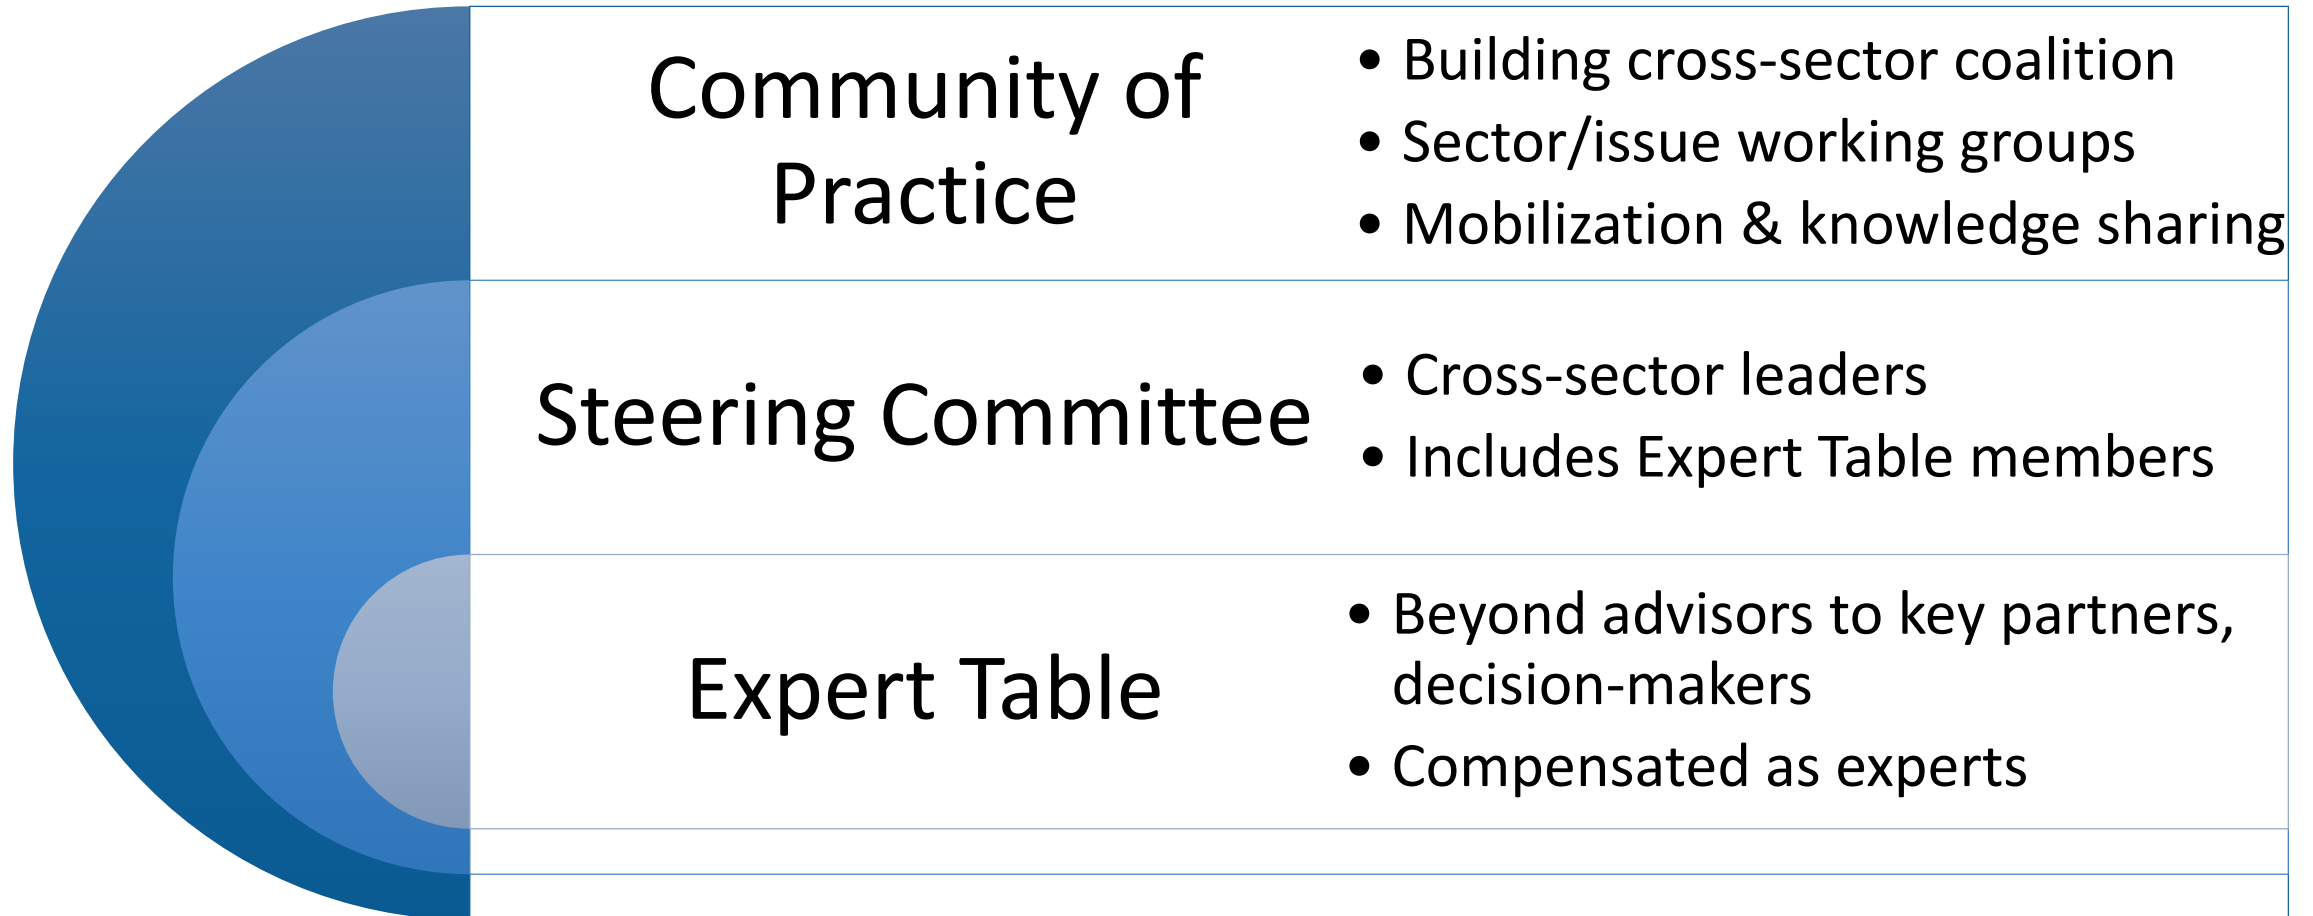 Community of
Practice
• Building cross-sector coalition
• Sector/issue working groups
• Mobilization & knowledge sharing
Steering Committee
• Cross-sector leaders
• Includes Expert Table members
Expert Table
• Beyond advisors to key partners,
decision-makers
• Compensated as experts